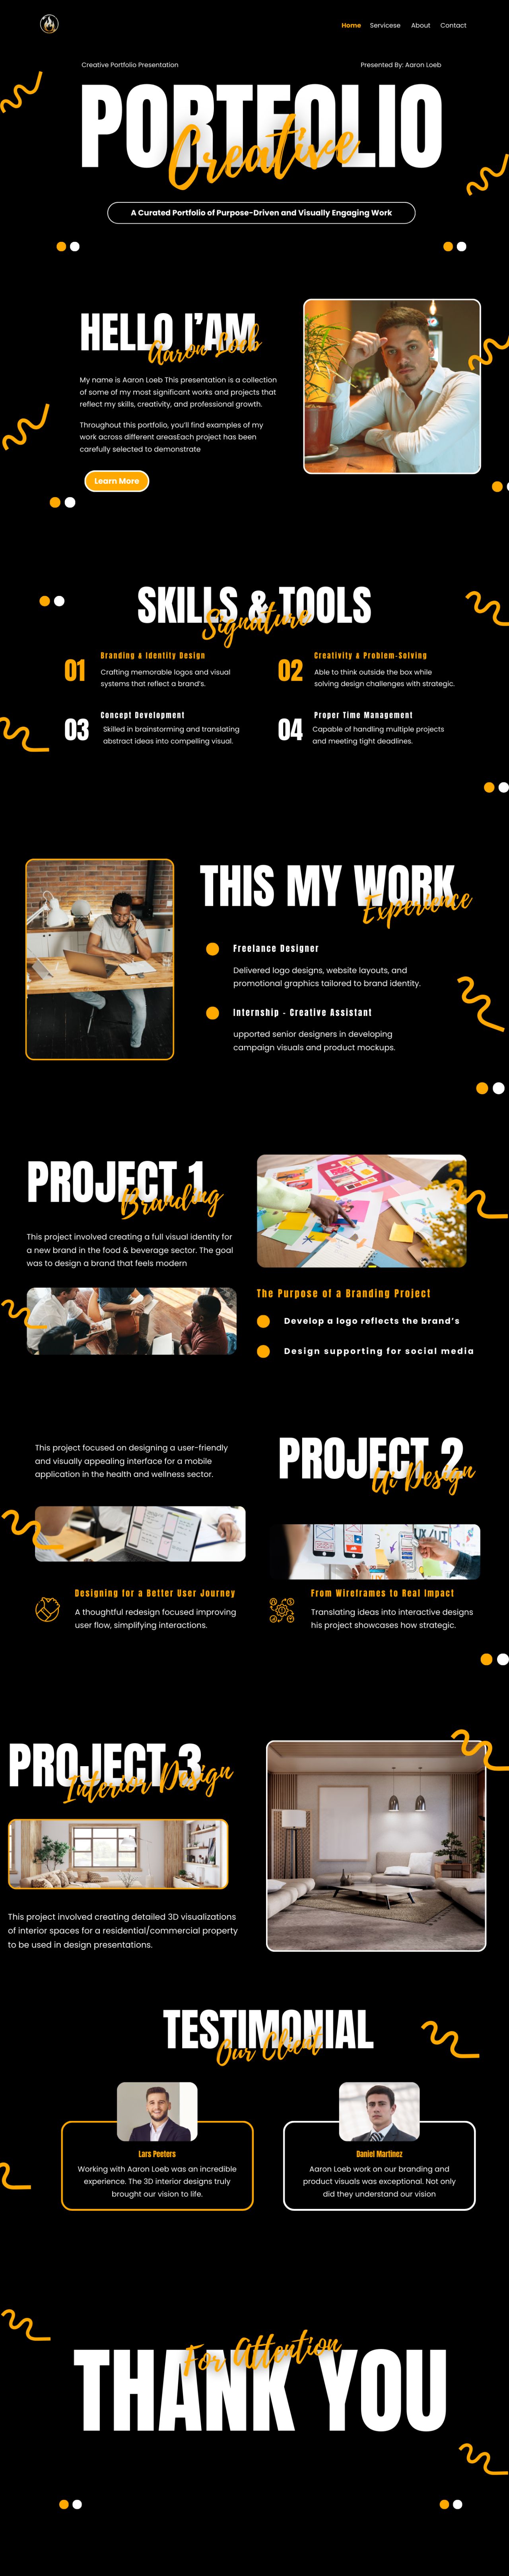 Home Servicese About Contact
Creative Portfolio Presentation
Presented By: Aaron Loeb
PORTFOLIO
Creative
A Curated Portfolio of Purpose-Driven and Visually Engaging Work
HELLO I'AM
Aaron Loeb
My name is Aaron Loeb This presentation is a collection
of some of my most significant works and projects that
reflect my skills, creativity, and professional growth.
Throughout this portfolio, you'll find examples of my
work across different areasEach project has been
carefully selected to demonstrate
Learn More
SKILLS & TOOLS
Signature
01
Branding & Identity Design
Crafting memorable logos and visual
systems that reflect a brand's.
02
Creativity & Problem-Solving
Able to think outside the box while
solving design challenges with strategic.
03
Concept Development
Skilled in brainstorming and translating
abstract ideas into compelling visual.
04
Proper Time Management
Capable of handling multiple projects
and meeting tight deadlines.
THIS MY WORK
Experience
Freelance Designer
Delivered logo designs, website layouts, and
promotional graphics tailored to brand identity.
Internship - Creative Assistant
upported senior designers in developing
campaign visuals and product mockups.
PROJECT 1
Branding
This project involved creating a full visual identity for
a new brand in the food & beverage sector. The goal
was to design a brand that feels modern
The Purpose of a Branding Project
Develop a logo reflects the brand's
Design supporting for social media
This project focused on designing a user-friendly
and visually appealing interface for a mobile
application in the health and wellness sector.
PROJECT 2
Ui Design
UX/UI
UX
Designing for a Better User Journey
A thoughtful redesign focused improving
user flow, simplifying interactions.
From Wireframes to Real Impact
Translating ideas into interactive designs
his project showcases how strategic.
PROJECT 3
Interior Design
This project involved creating detailed 3D visualizations
of interior spaces for a residential/commercial property
to be used in design presentations.
TESTIMONIAL
Our Client
Lars Peeters
Working with Aaron Loeb was an incredible
experience. The 3D interior designs truly
brought our vision to life.
Daniel Martinez
Aaron Loeb work on our branding and
product visuals was exceptional. Not only
did they understand our vision
For Attention
THANK YOU